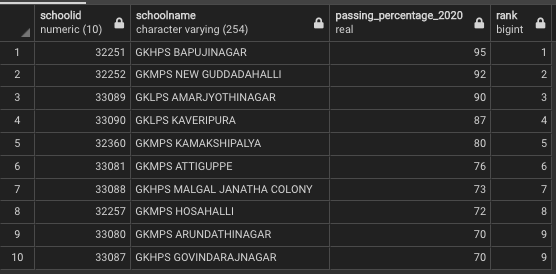 schoolid schoolname passing_percentage_2020 rank
numeric (10) character varying (254) real bigint
1 32251 GKHPS BAPUJINAGAR 95 1
2 32252 GKMPS NEW GUDDADAHALLI 92 2
3 33089 GKLPS AMARJYOTHINAGAR 90 3
4 33090 GKLPS KAVERIPURA 87 4
5 32360 GKMPS KAMAKSHIPALYA 80 5
6 33081 GKMPS ATTIGUPPE 76 6
7 33088 GKHPS MALGAL JANATHA COLONY 73 7
8 32257 GKMPS HOSAHALLI 72 8
9 33080 GKMPS ARUNDATHINAGAR 70 9
10 33087 GKHPS GOVINDARAJNAGAR 70 9